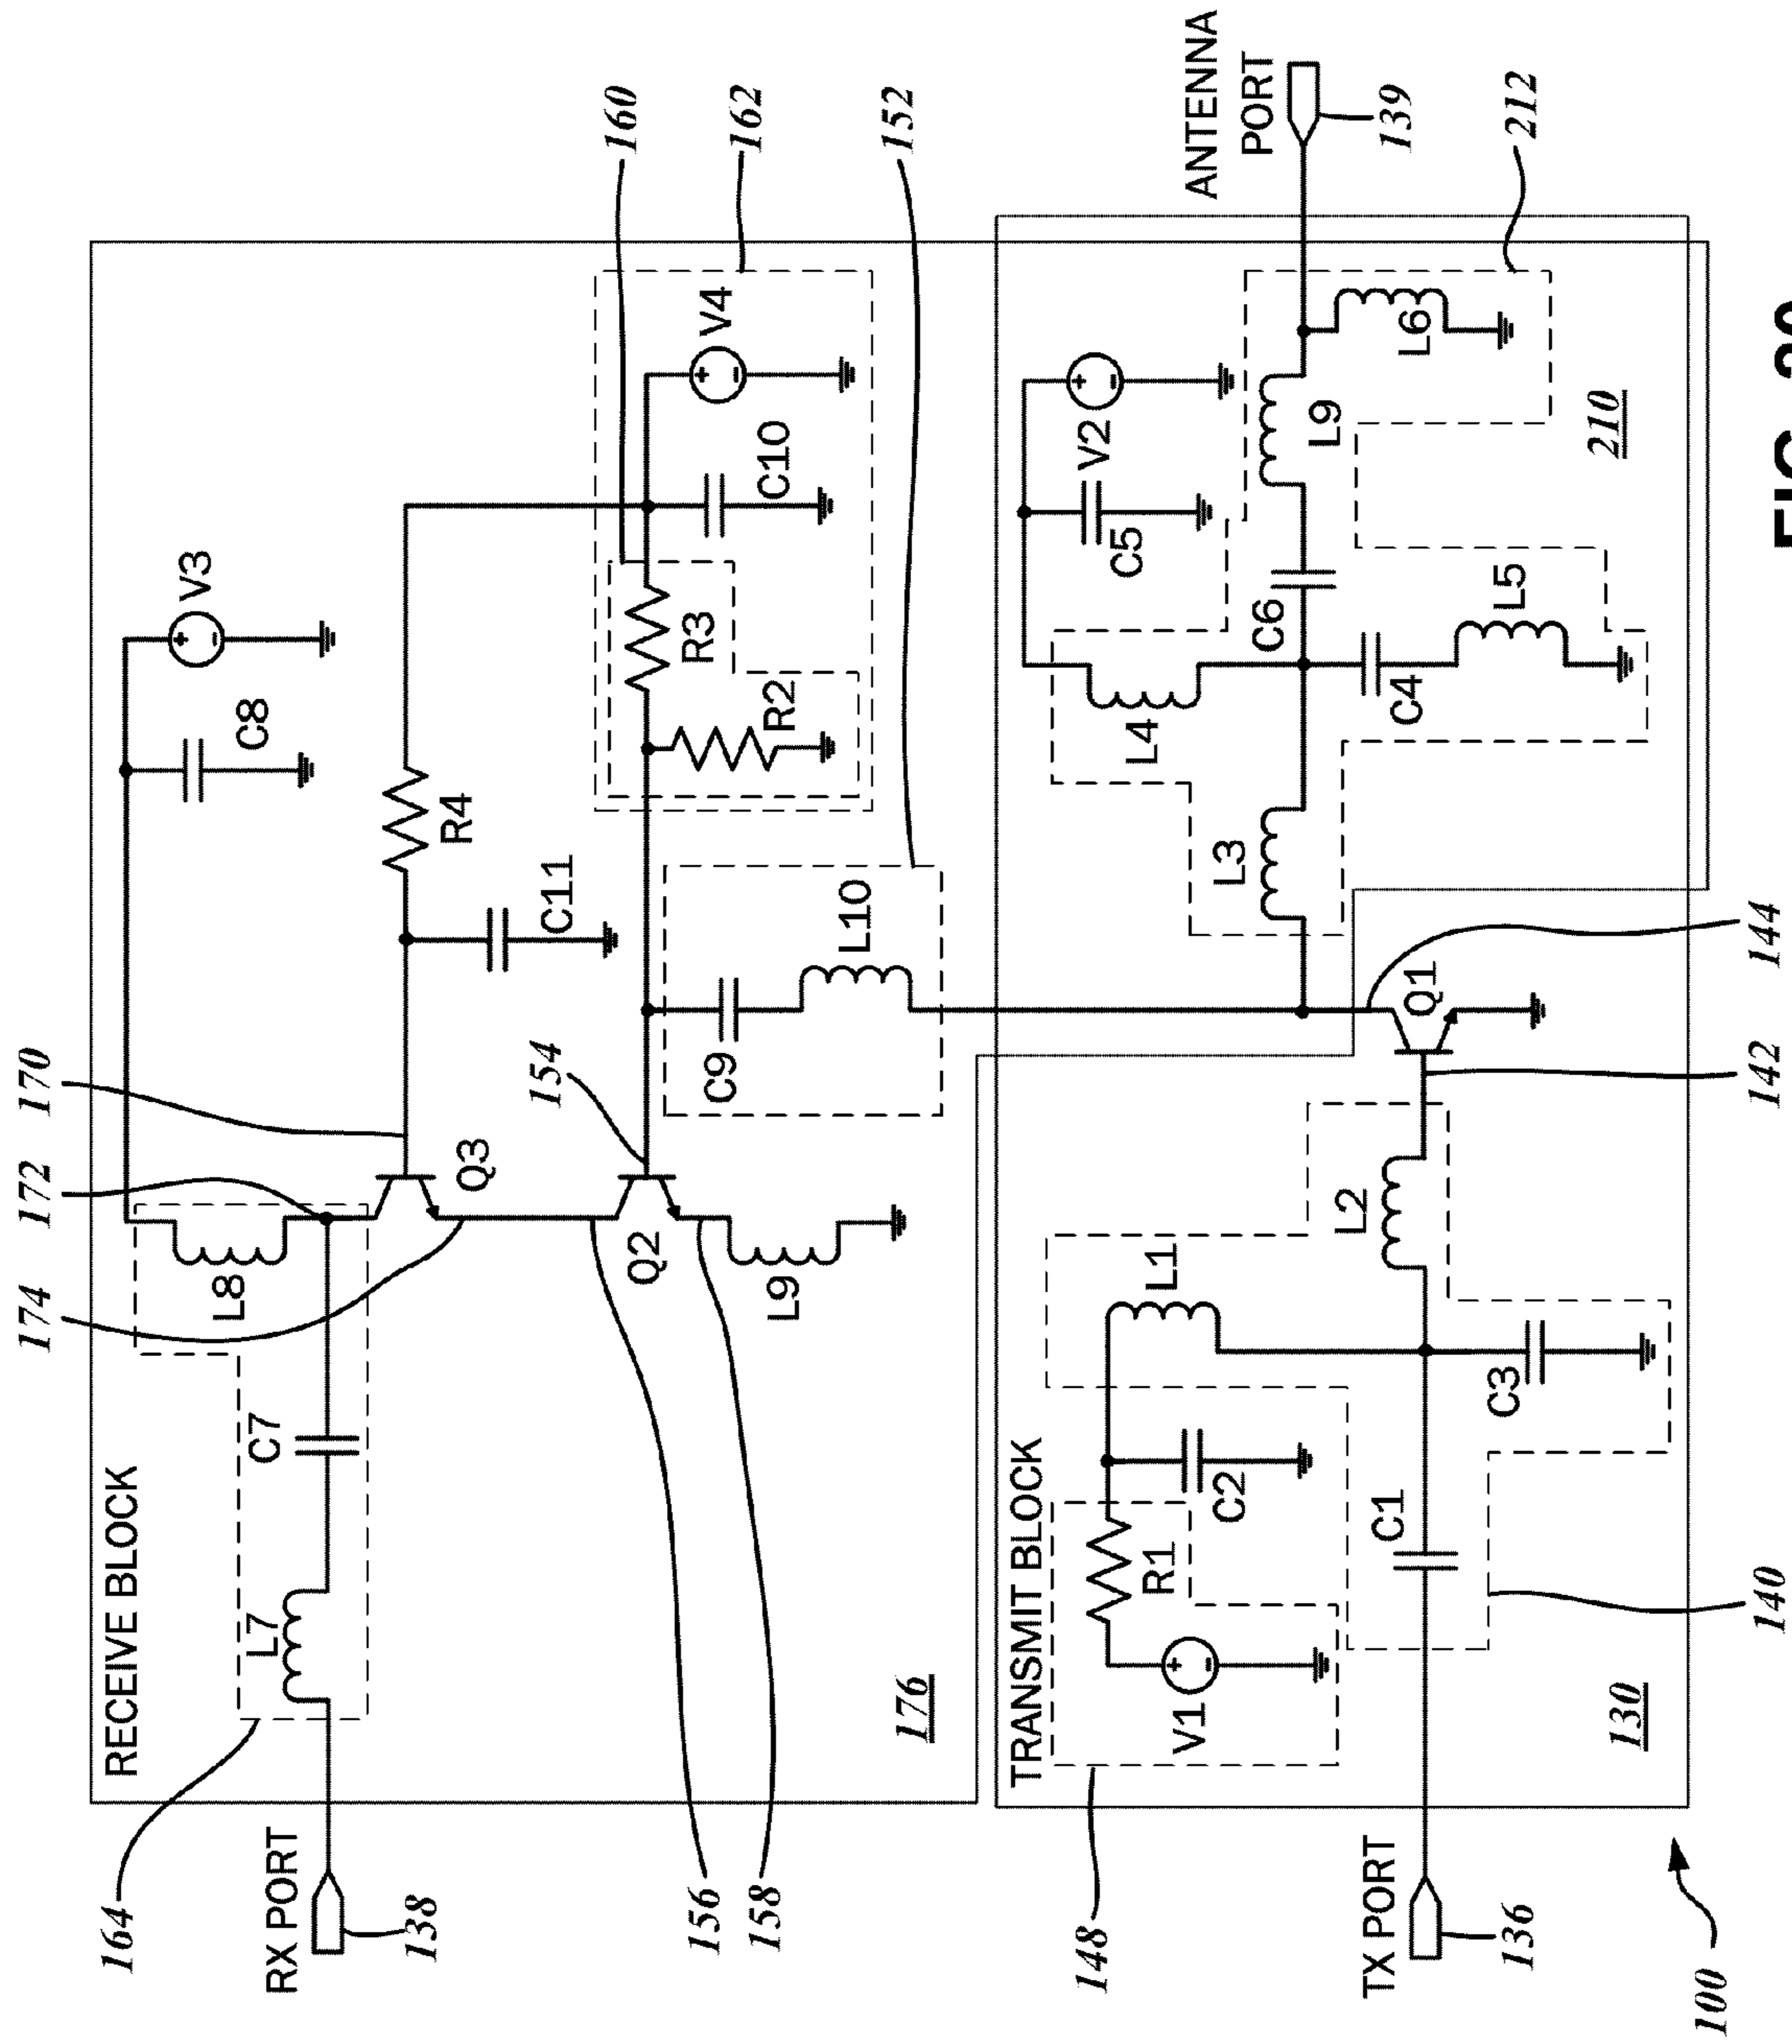 RECEIVE BLOCK
RX PORT
138
164
L7
C7
L8
174
172
170
Q3
Q2
L9
156
158
154
C8
V3
R4
C11
R3
R2
C10
V4
160
162
152
C9
L10
176
TRANSMIT BLOCK
TX PORT
136
148
V1
R1
C2
L1
C1
C3
L2
140
130
142
144
Q1
L3
L4
C4
L5
C5
V2
C6
L9
L6
210
212
ANTENNA
PORT
139
100